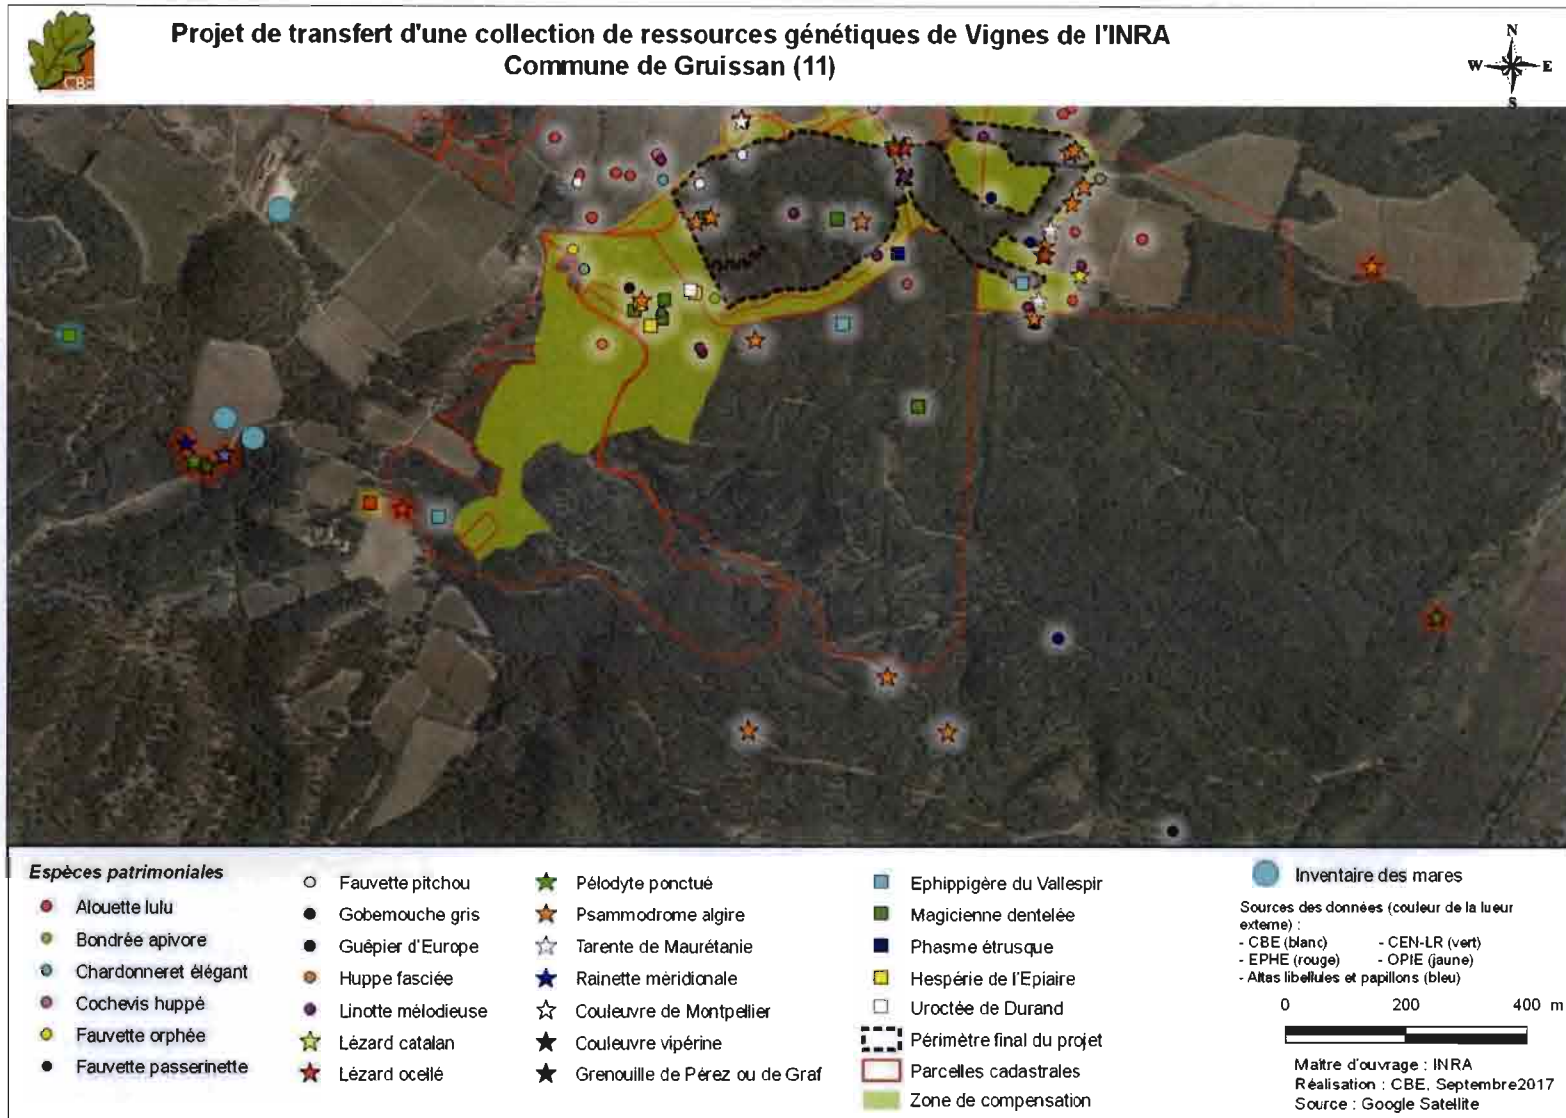 Projet de transfert d'une collection de ressources génétiques de Vignes de l'INRA
Commune de Gruissan (11)
CBE
N
W
E
S
Espèces patrimoniales
Alouette lulu
Bondrée apivore
Chardonneret élégant
Cochevis huppé
Fauvette orphée
Fauvette passerinette
Fauvette pitchou
Gobemouche gris
Guêpier d'Europe
Huppe fasciée
Linotte mélodieuse
Lézard catalan
Lézard ocellé
Pélodyte ponctué
Psammodrome algire
Tarente de Maurétanie
Rainette méridionale
Couleuvre de Montpellier
Couleuvre vipérine
Grenouille de Pérez ou de Graf
Ephippigère du Vallespir
Magicienne dentelée
Phasme étrusque
Hespérie de l'Epiaire
Uroctée de Durand
Périmètre final du projet
Parcelles cadastrales
Zone de compensation
Inventaire des mares
Sources des données (couleur de la lueur
externe) :
- CBE (blanc) - CEN-LR (vert)
- EPHE (rouge) - OPIE (jaune)
- Altas libellules et papillons (bleu)
0 200 400 m
Maître d'ouvrage : INRA
Réalisation : CBE, Septembre2017
Source : Google Satellite